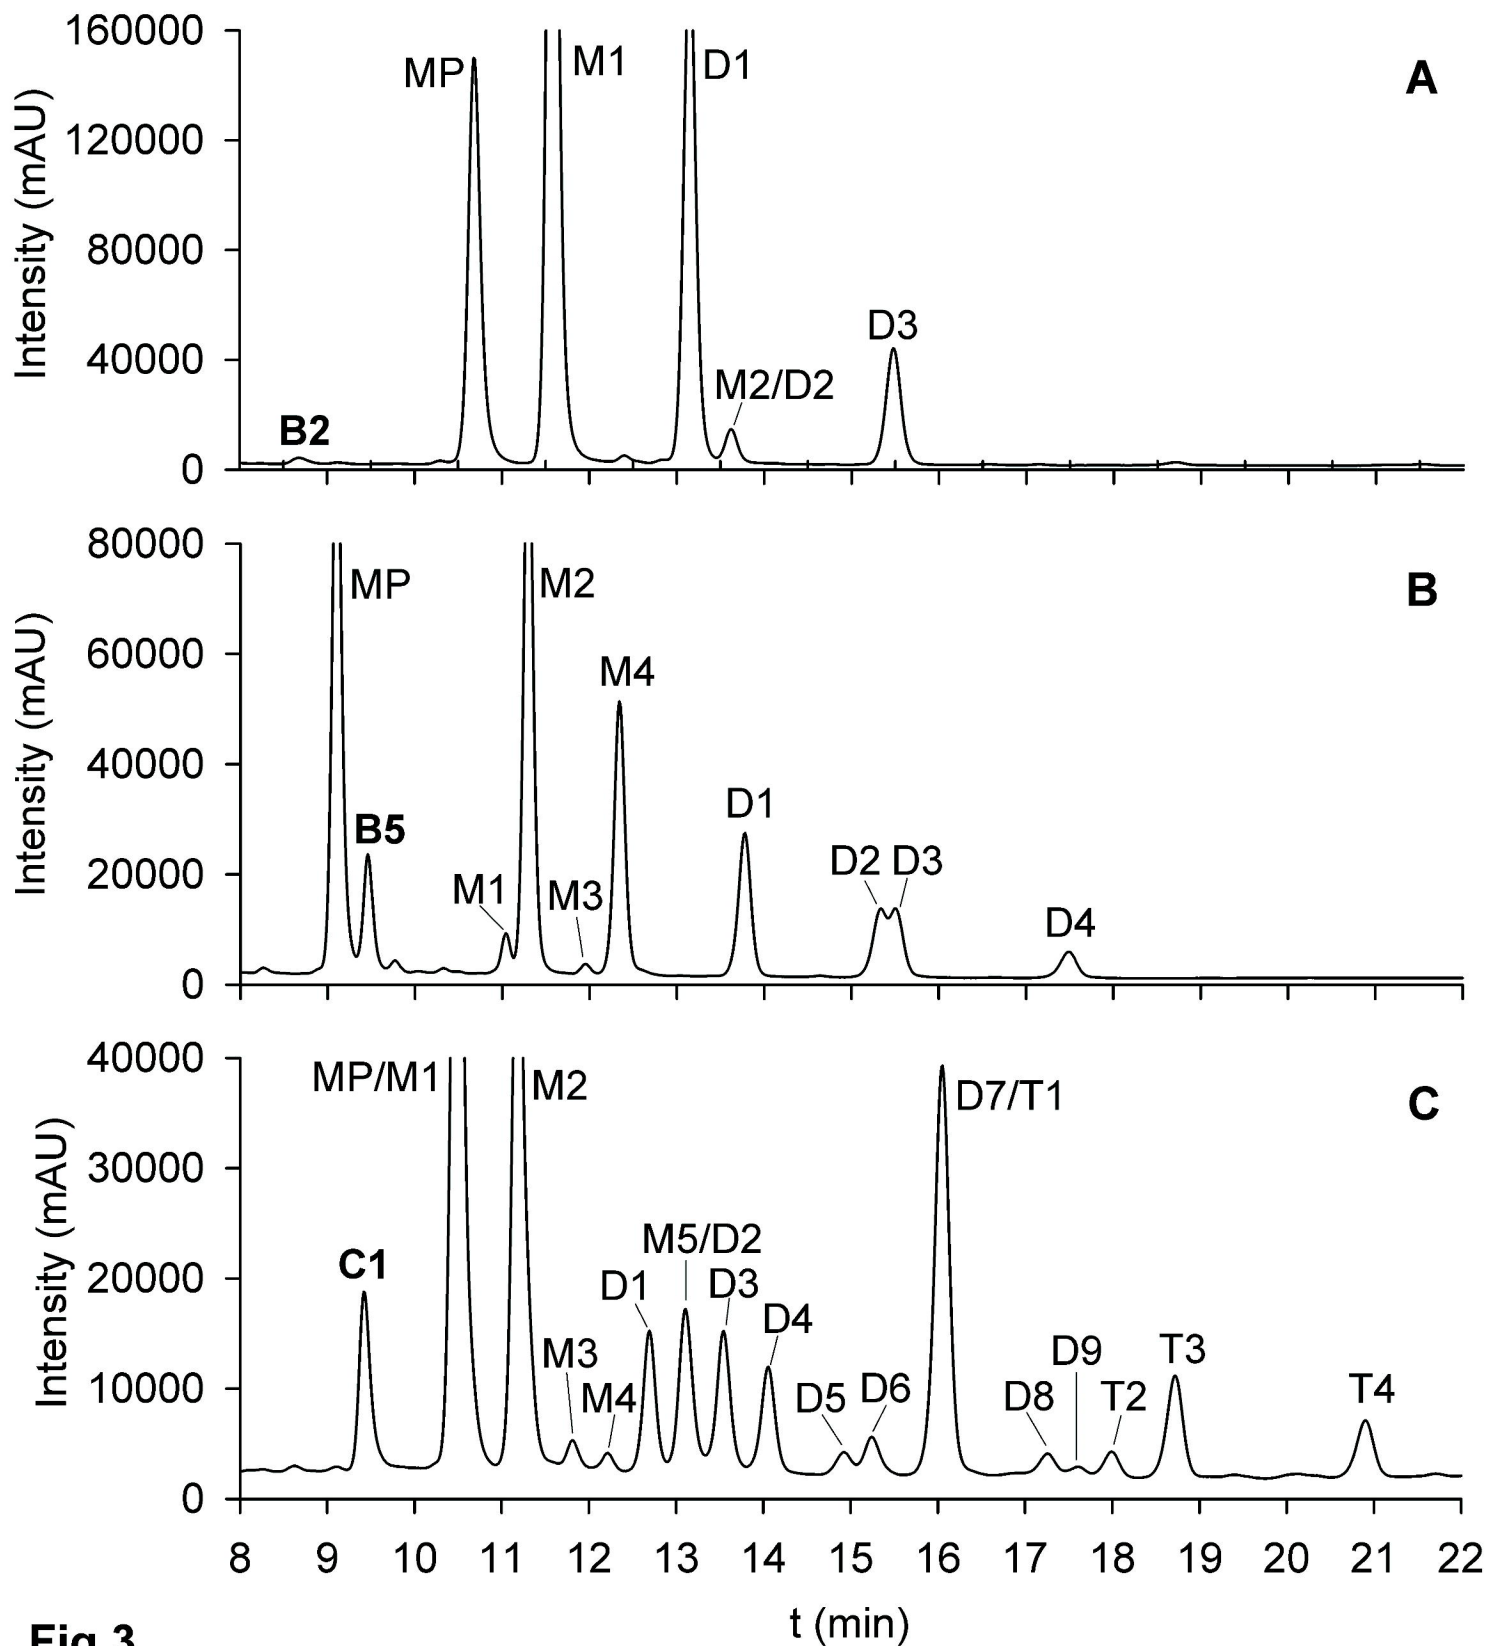 160000
120000
80000
40000
0
Intensity (mAU)
MP
M1
D1
A
B2
M2/D2
D3
80000
60000
40000
20000
0
Intensity (mAU)
MP
M2
B
B5
M1
M3
M4
D1
D2 D3
D4
40000
30000
20000
10000
0
Intensity (mAU)
MP/M1
M2
C
C1
M3
M4
D1
M5/D2
D3
D4
D5
D6
D7/T1
D8
D9
T2
T3
T4
8 9 10 11 12 13 14 15 16 17 18 19 20 21 22
t (min)
Fig 3